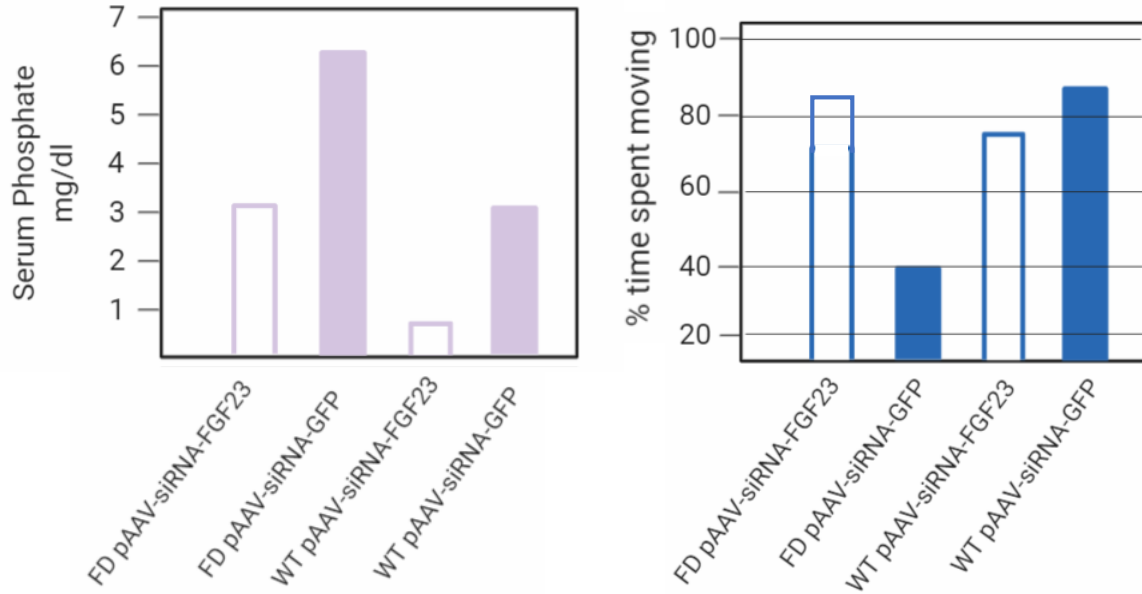 Serum Phosphate
mg/dl
7
6
5
4
3
2
1
FD pAAV-siRNA-FGF23
FD pAAV-siRNA-GFP
WT pAAV-siRNA-FGF23
WT pAAV-siRNA-GFP
% time spent moving
100
80
60
40
20
FD pAAV-siRNA-FGF23
FD pAAV-siRNA-GFP
WT pAAV-siRNA-FGF23
WT pAAV-siRNA-GFP